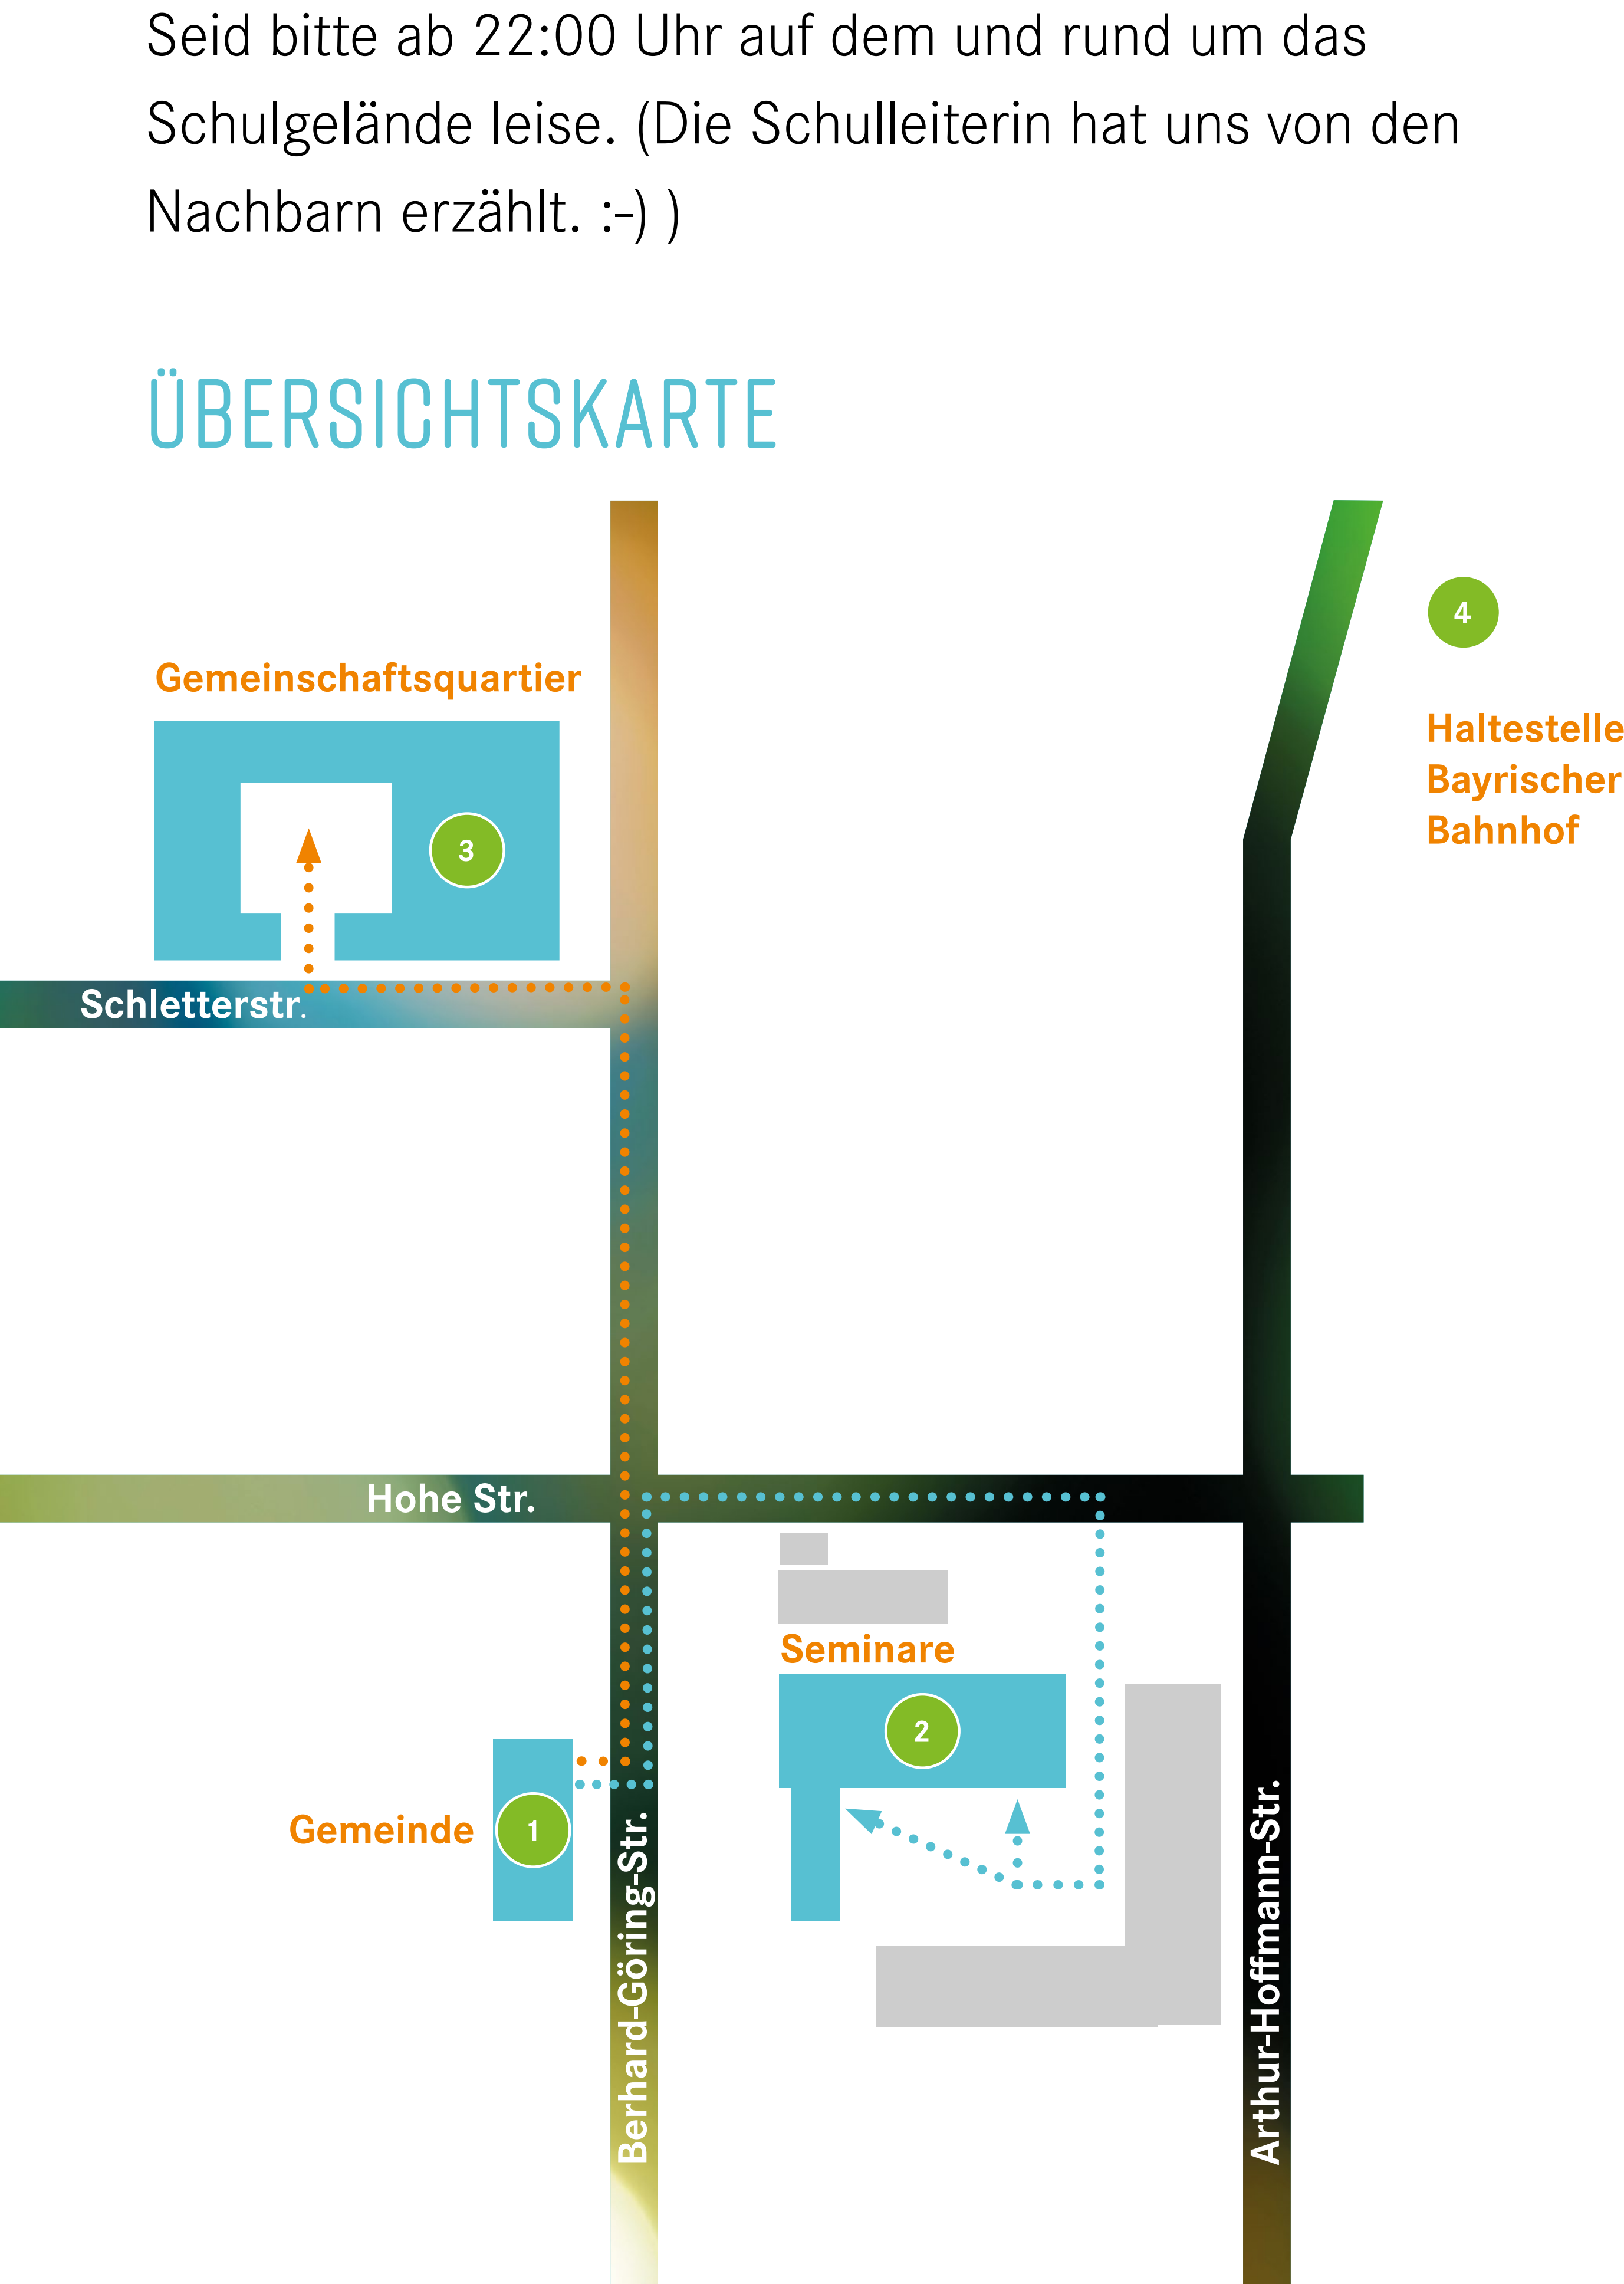 Seid bitte ab 22:00 Uhr auf dem und rund um das
Schulgelände leise. (Die Schulleiterin hat uns von den
Nachbarn erzählt. :-) )
ÜBERSICHTSKARTE
4
Gemeinschaftsquartier
Haltestelle
Bayrischer
Bahnhof
3
Schletterstr.
Hohe Str.
Seminare
2
Gemeinde
1
Berhard-Göring-Str.
Arthur-Hoffmann-Str.